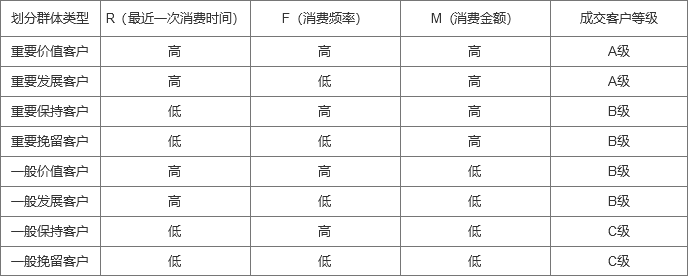 划分群体类型 R（最近一次消费时间） F（消费频率） M（消费金额） 成交客户等级
重要价值客户 高 高 高 A级
重要发展客户 高 低 高 A级
重要保持客户 低 高 高 B级
重要挽留客户 低 低 高 B级
一般价值客户 高 高 低 B级
一般发展客户 高 低 低 B级
一般保持客户 低 高 低 C级
一般挽留客户 低 低 低 C级